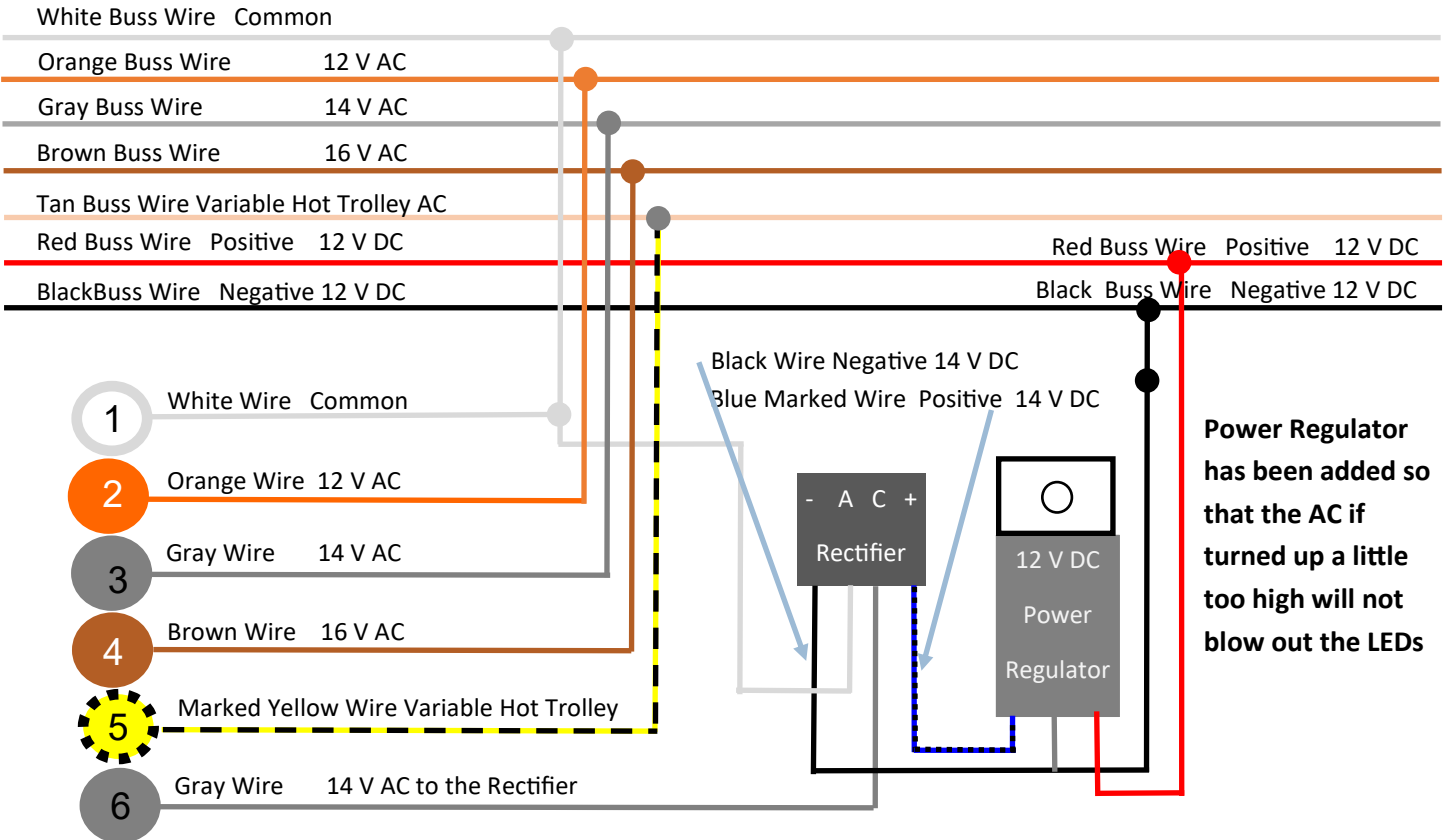 White Buss Wire Common
Orange Buss Wire 12 V AC
Gray Buss Wire 14 V AC
Brown Buss Wire 16 V AC
Tan Buss Wire Variable Hot Trolley AC
Red Buss Wire Positive 12 V DC
Red Buss Wire Positive 12 V DC
BlackBuss Wire Negative 12 V DC
Black Buss Wire Negative 12 V DC
Black Wire Negative 14 V DC
Blue Marked Wire Positive 14 V DC
1 White Wire Common
2 Orange Wire 12 V AC
3 Gray Wire 14 V AC
4 Brown Wire 16 V AC
5 Marked Yellow Wire Variable Hot Trolley
6 Gray Wire 14 V AC to the Rectifier
- A C +
Rectifier
12 V DC
Power
Regulator
Power Regulator
has been added so
that the AC if
turned up a little
too high will not
blow out the LEDs